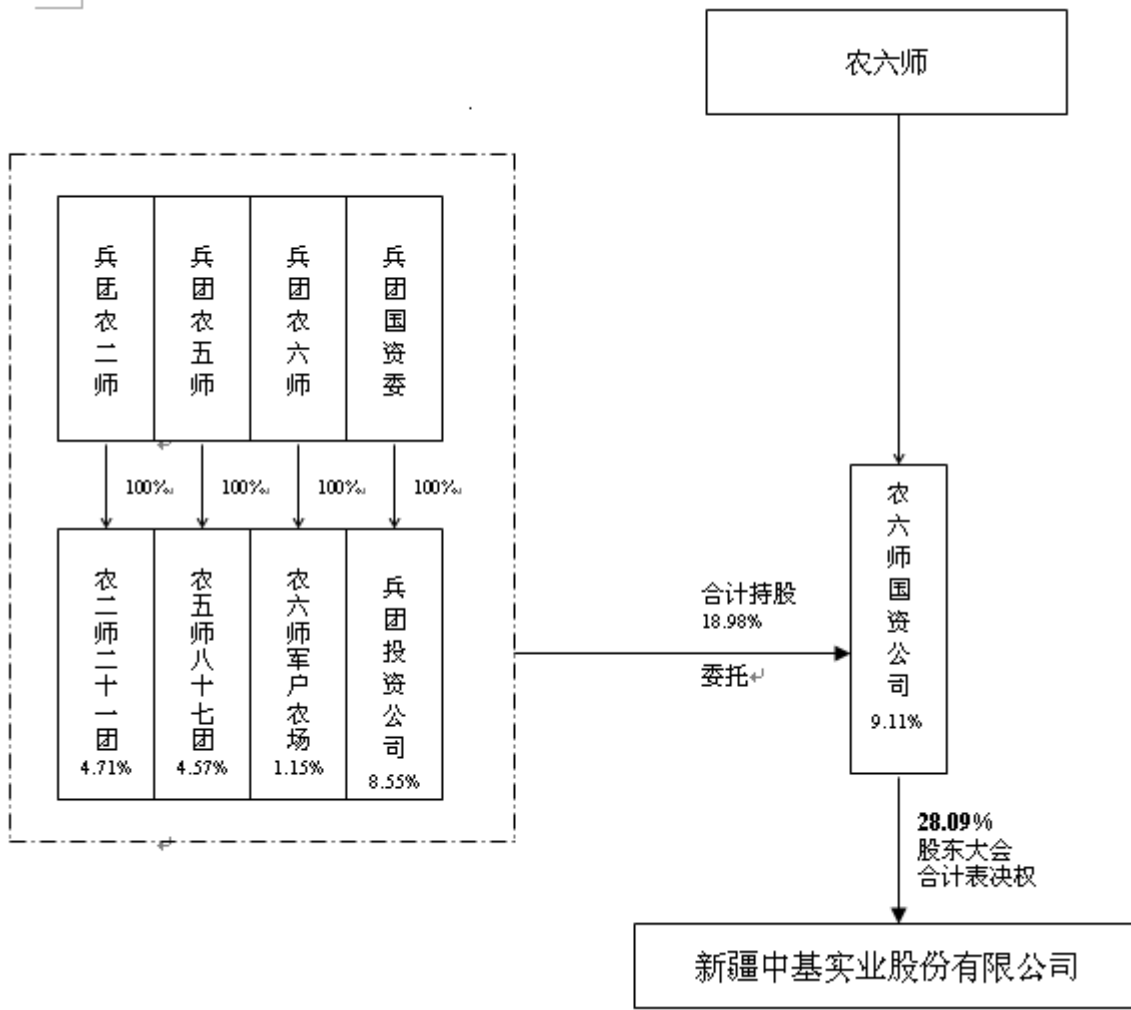 农六师
兵团农二师
兵团农五师
兵团农六师
兵团国资委
100%
100%
100%
100%
农二师二十一团
4.71%
农五师八十七团
4.57%
农六师军户农场
1.15%
兵团投资公司
8.55%
合计持股
18.98%
委托
农六师国资公司
9.11%
28.09%
股东大会
合计表决权
新疆中基实业股份有限公司